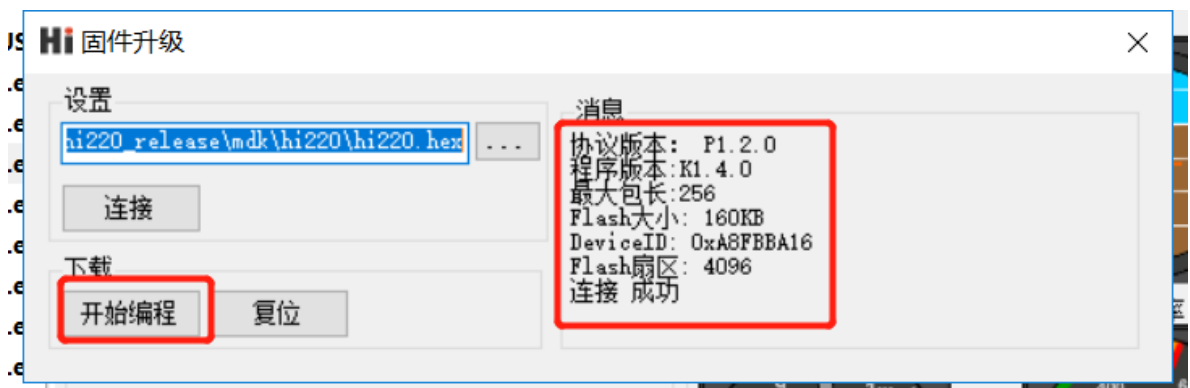 Hi 固件升级
设置
hi220_release\mdk\hi220\hi220.hex
...
连接
下载
开始编程
复位
消息
协议版本: P1.2.0
程序版本:K1.4.0
最大包长:256
Flash大小: 160KB
DeviceID: 0xA8FBBA16
Flash扇区: 4096
连接 成功